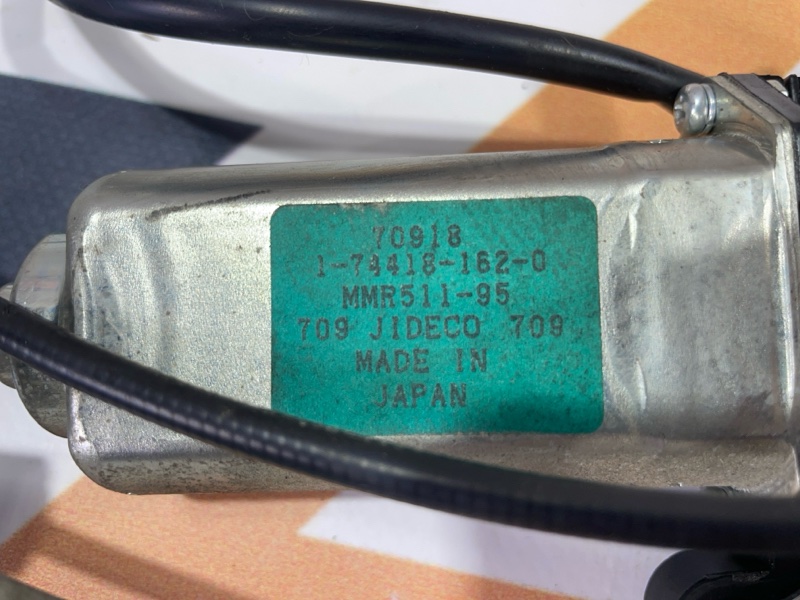 70918
1-74418-162-0
MMR511-95
709 JIDECO 709
MADE IN
JAPAN